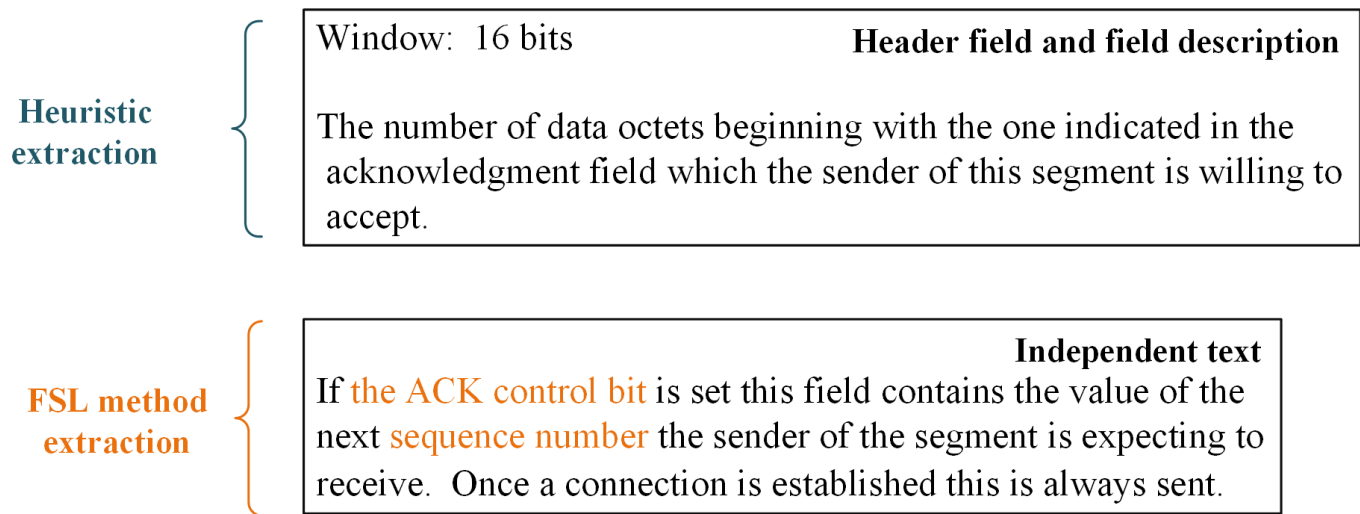 Heuristic
extraction
Window: 16 bits
Header field and field description
The number of data octets beginning with the one indicated in the
acknowledgment field which the sender of this segment is willing to
accept.
FSL method
extraction
Independent text
If the ACK control bit is set this field contains the value of the
next sequence number the sender of the segment is expecting to
receive. Once a connection is established this is always sent.